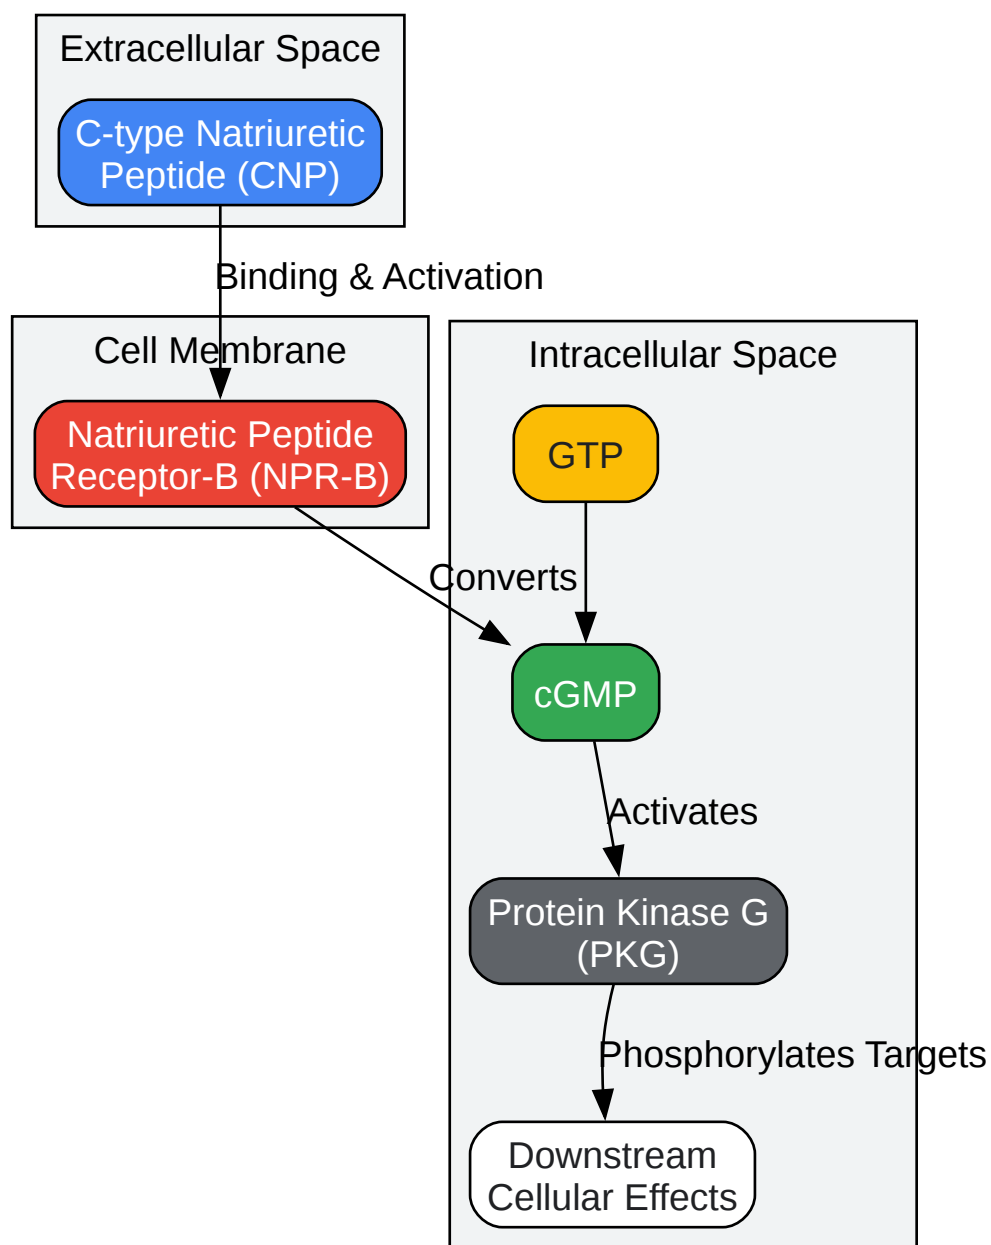 Extracellular Space
C-type Natriuretic
Peptide (CNP)
Binding & Activation
Cell Membrane
Natriuretic Peptide
Receptor-B (NPR-B)
Intracellular Space
GTP
Converts
cGMP
Activates
Protein Kinase G
(PKG)
Phosphorylates Targets
Downstream
Cellular Effects